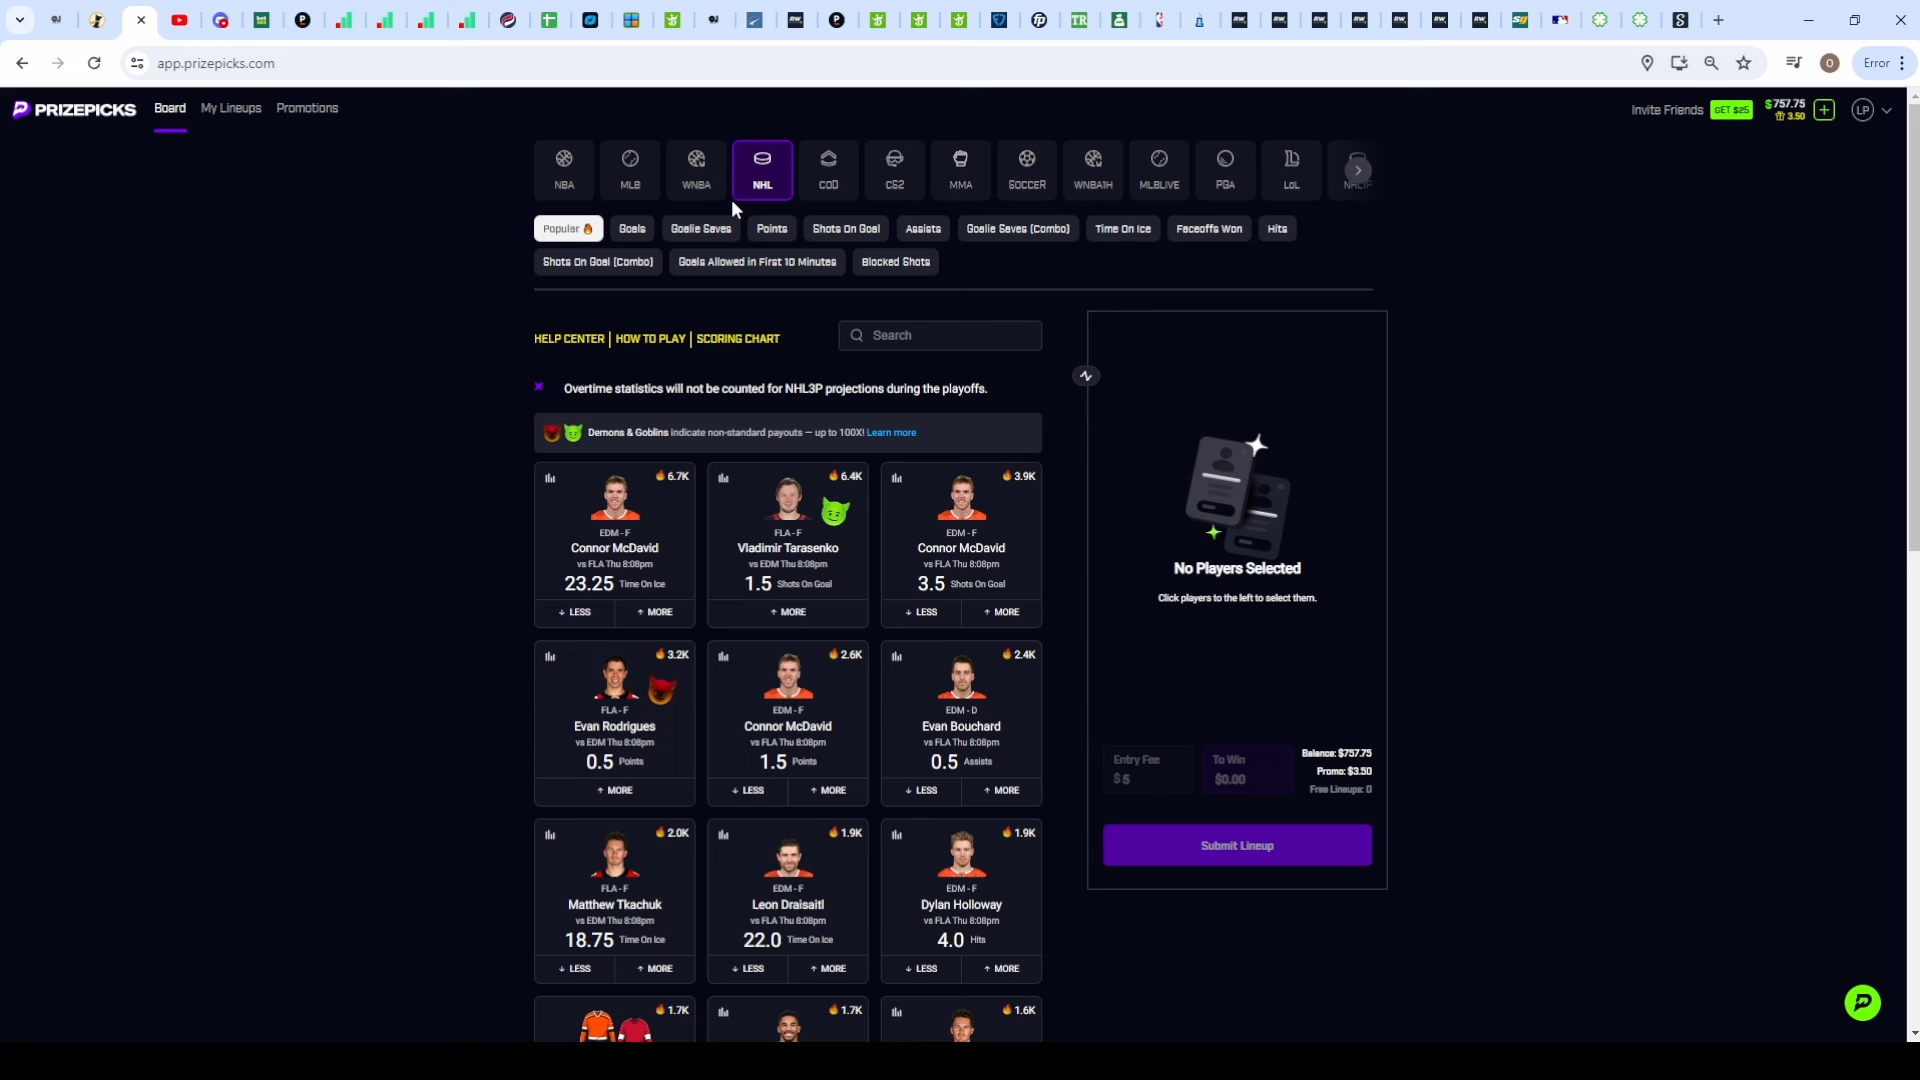 app.prizepicks.com
Error
PRIZEPICKS
Board
My Lineups
Promotions
Invite Friends
GET $25
$757.75
3.50
LP
NBA
MLB
WNBA
NHL
COD
CS2
MMA
SOCCER
WNBA1H
MLBLIVE
PGA
LoL
NHL1P
Popular
Goals
Goalie Saves
Points
Shots On Goal
Assists
Goalie Saves (Combo)
Time On Ice
Faceoffs Won
Hits
Shots On Goal (Combo)
Goals Allowed in First 10 Minutes
Blocked Shots
HELP CENTER | HOW TO PLAY | SCORING CHART
Search
Overtime statistics will not be counted for NHL3P projections during the playoffs.
Demons & Goblins indicate non-standard payouts — up to 100X! Learn more
6.7K
EDM - F
Connor McDavid
vs FLA Thu 8:08pm
23.25 Time On Ice
LESS
MORE
6.4K
FLA - F
Vladimir Tarasenko
vs EDM Thu 8:08pm
1.5 Shots On Goal
MORE
3.9K
EDM - F
Connor McDavid
vs FLA Thu 8:08pm
3.5 Shots On Goal
LESS
MORE
3.2K
FLA - F
Evan Rodrigues
vs EDM Thu 8:08pm
0.5 Points
MORE
2.6K
EDM - F
Connor McDavid
vs FLA Thu 8:08pm
1.5 Points
LESS
MORE
2.4K
EDM - D
Evan Bouchard
vs FLA Thu 8:08pm
0.5 Assists
LESS
MORE
2.0K
FLA - F
Matthew Tkachuk
vs EDM Thu 8:08pm
18.75 Time On Ice
LESS
MORE
1.9K
EDM - F
Leon Draisaitl
vs FLA Thu 8:08pm
22.0 Time On Ice
LESS
MORE
1.9K
EDM - F
Dylan Holloway
vs FLA Thu 8:08pm
4.0 Hits
LESS
MORE
1.7K
1.7K
1.6K
No Players Selected
Click players to the left to select them.
Entry Fee
$ 5
To Win
$0.00
Balance: $757.75
Promo: $3.50
Free Lineups: 0
Submit Lineup